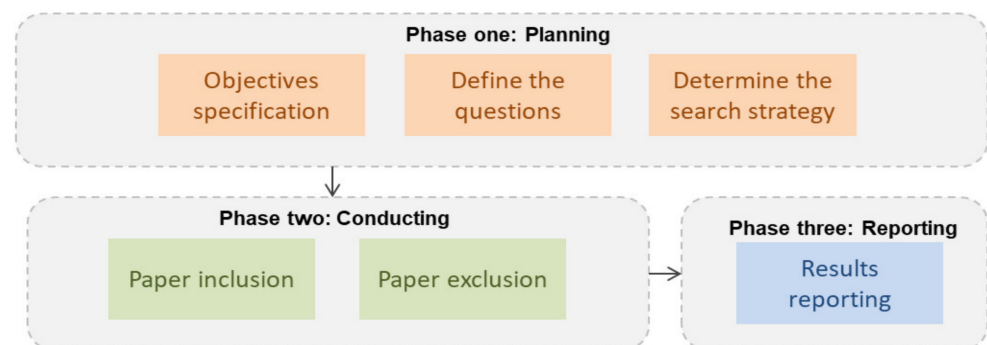 Phase one: Planning
Objectives
specification
Define the
questions
Determine the
search strategy
Phase two: Conducting
Paper inclusion
Paper exclusion
Phase three: Reporting
Results
reporting